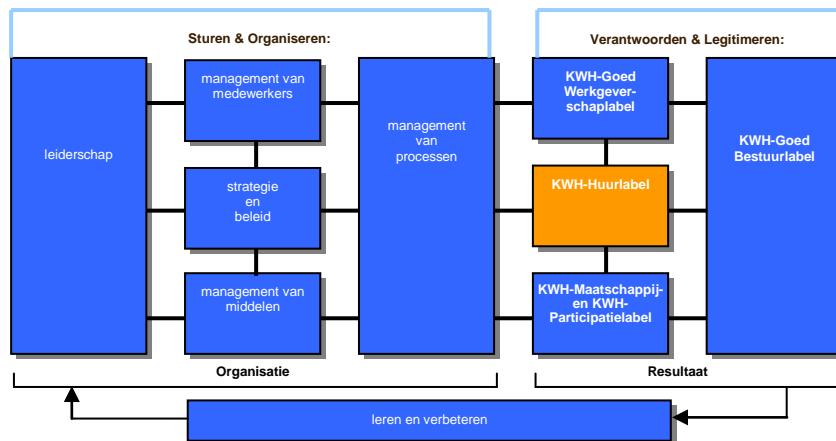 Sturen & Organiseren:
Verantwoorden & Legitimeren:
leiderschap
management van
medewerkers
strategie
en
beleid
management van
middelen
management
van
processen
KWH-Goed
Werkgever-
schaplabel
KWH-Huurlabel
KWH-Maatschappij-
en KWH-
Participatielabel
KWH-Goed
Bestuurlabel
Organisatie
Resultaat
leren en verbeteren